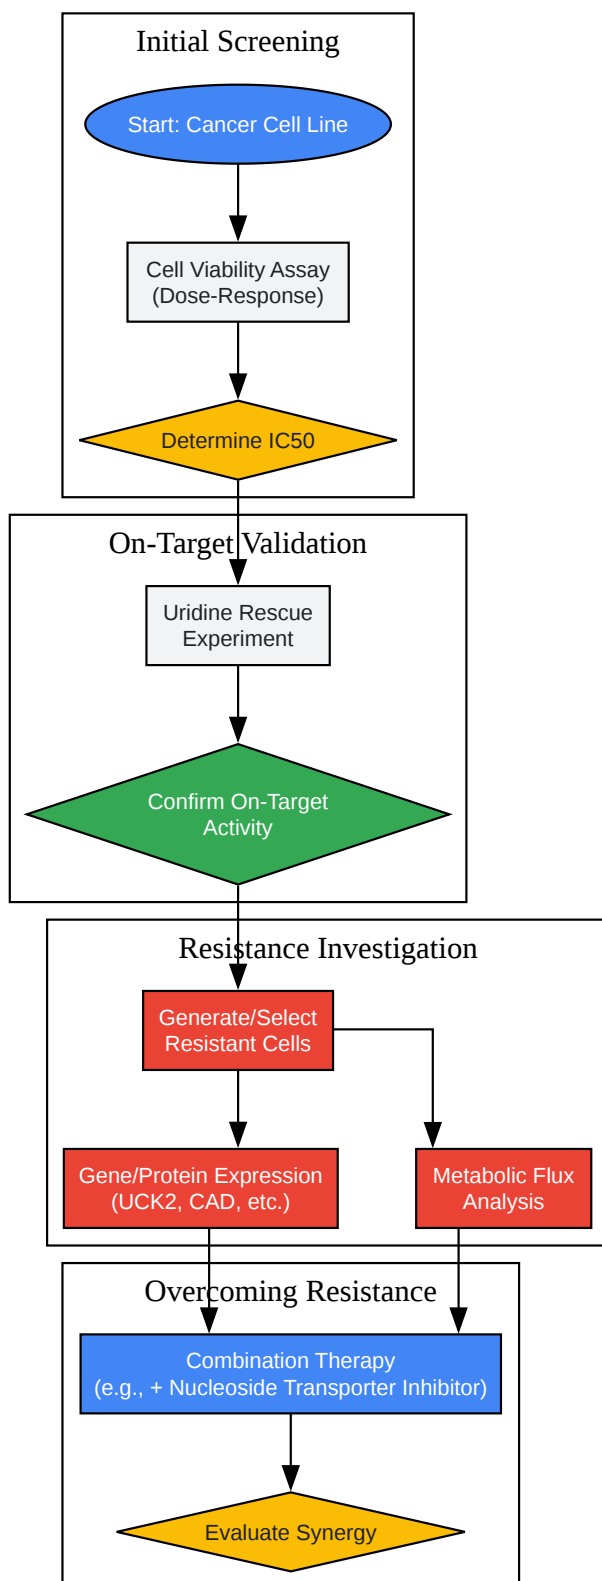 Initial Screening
Start: Cancer Cell Line
Cell Viability Assay
(Dose-Response)
Determine IC50
On-Target Validation
Uridine Rescue
Experiment
Confirm On-Target
Activity
Resistance Investigation
Generate/Select
Resistant Cells
Gene/Protein Expression
(UCK2, CAD, etc.)
Metabolic Flux
Analysis
Overcoming Resistance
Combination Therapy
(e.g., + Nucleoside Transporter Inhibitor)
Evaluate Synergy